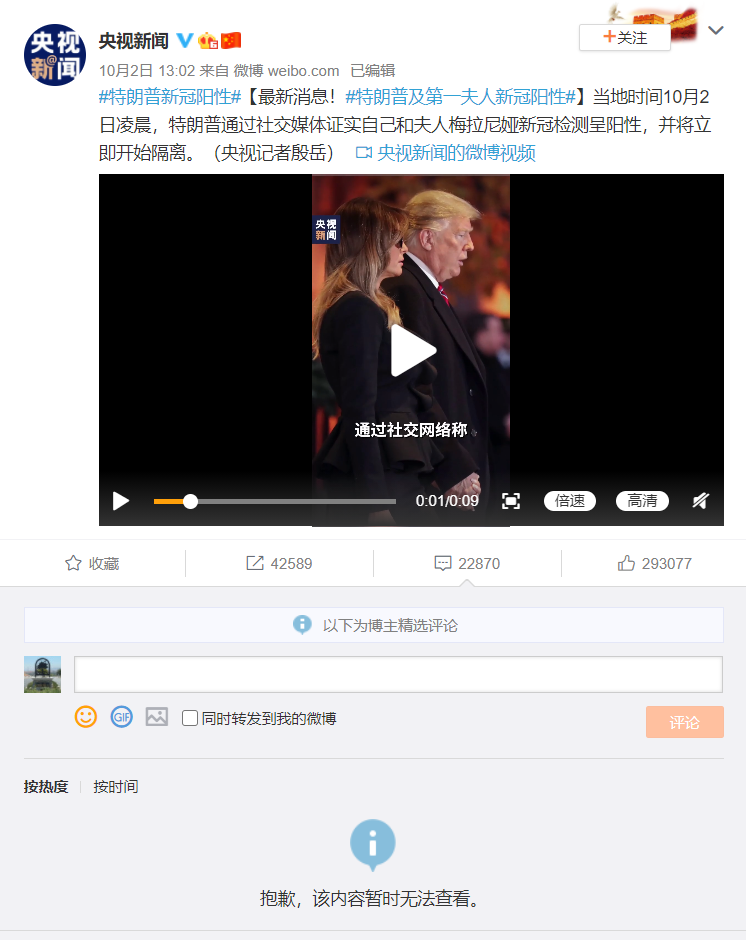 央视
新闻
央视新闻
+关注
10月2日 13:02 来自 微博 weibo.com 已编辑
#特朗普新冠阳性#【最新消息！#特朗普及第一夫人新冠阳性#】当地时间10月2
日凌晨，特朗普通过社交媒体证实自己和夫人梅拉尼娅新冠检测呈阳性，并将立
即开始隔离。（央视记者殷岳） 央视新闻的微博视频
央视
新闻
通过社交网络称
0:01/0:09 倍速 高清
收藏 42589 22870 293077
以下为博主精选评论
GIF 同时转发到我的微博 评论
按热度 按时间
抱歉，该内容暂时无法查看。